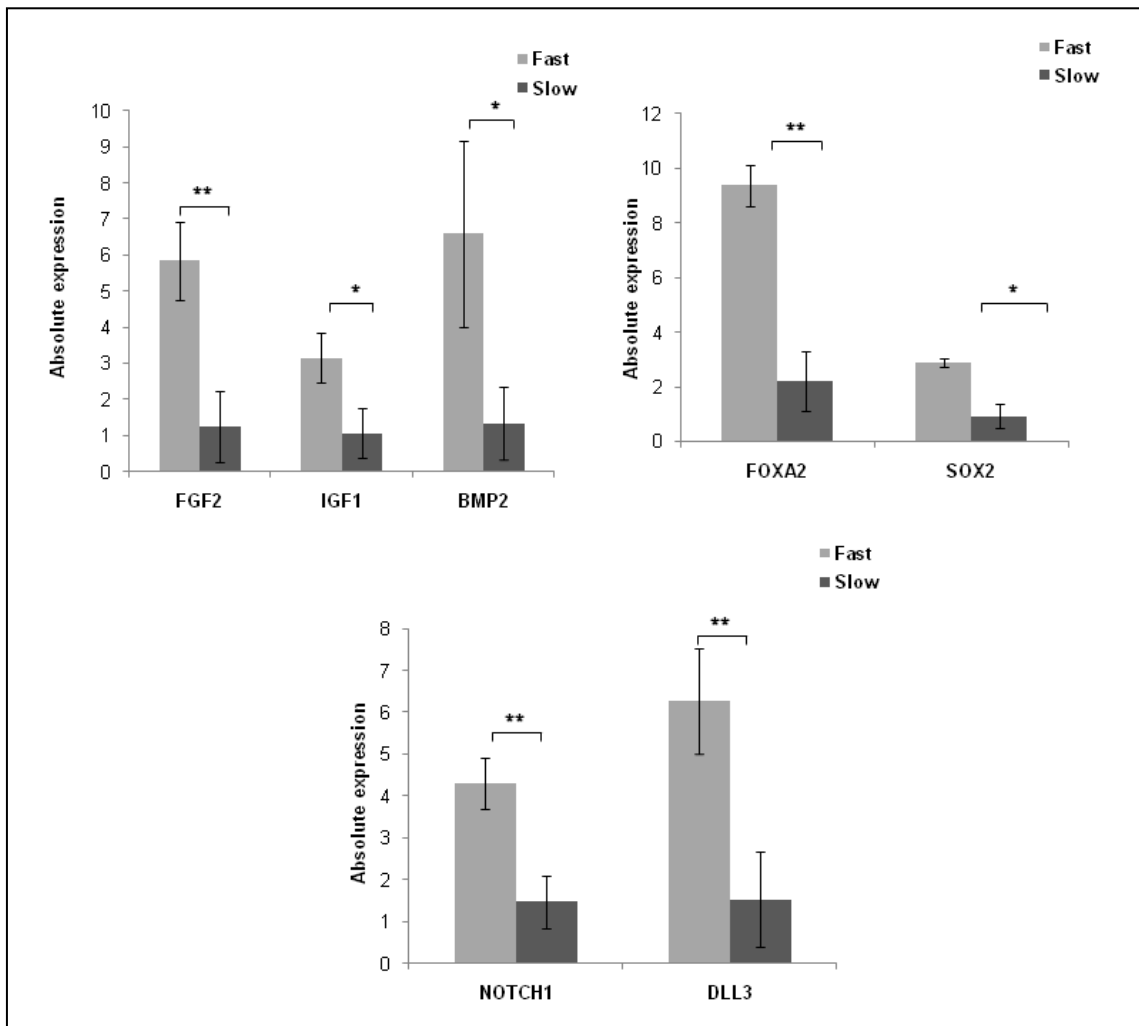 Fast
Slow
Absolute expression
10
9
8
7
6
5
4
3
2
1
0
**
*
*
FGF2 IGF1 BMP2
Fast
Slow
Absolute expression
12
10
8
6
4
2
0
**
*
FOXA2 SOX2
Fast
Slow
Absolute expression
8
7
6
5
4
3
2
1
0
**
**
NOTCH1 DLL3